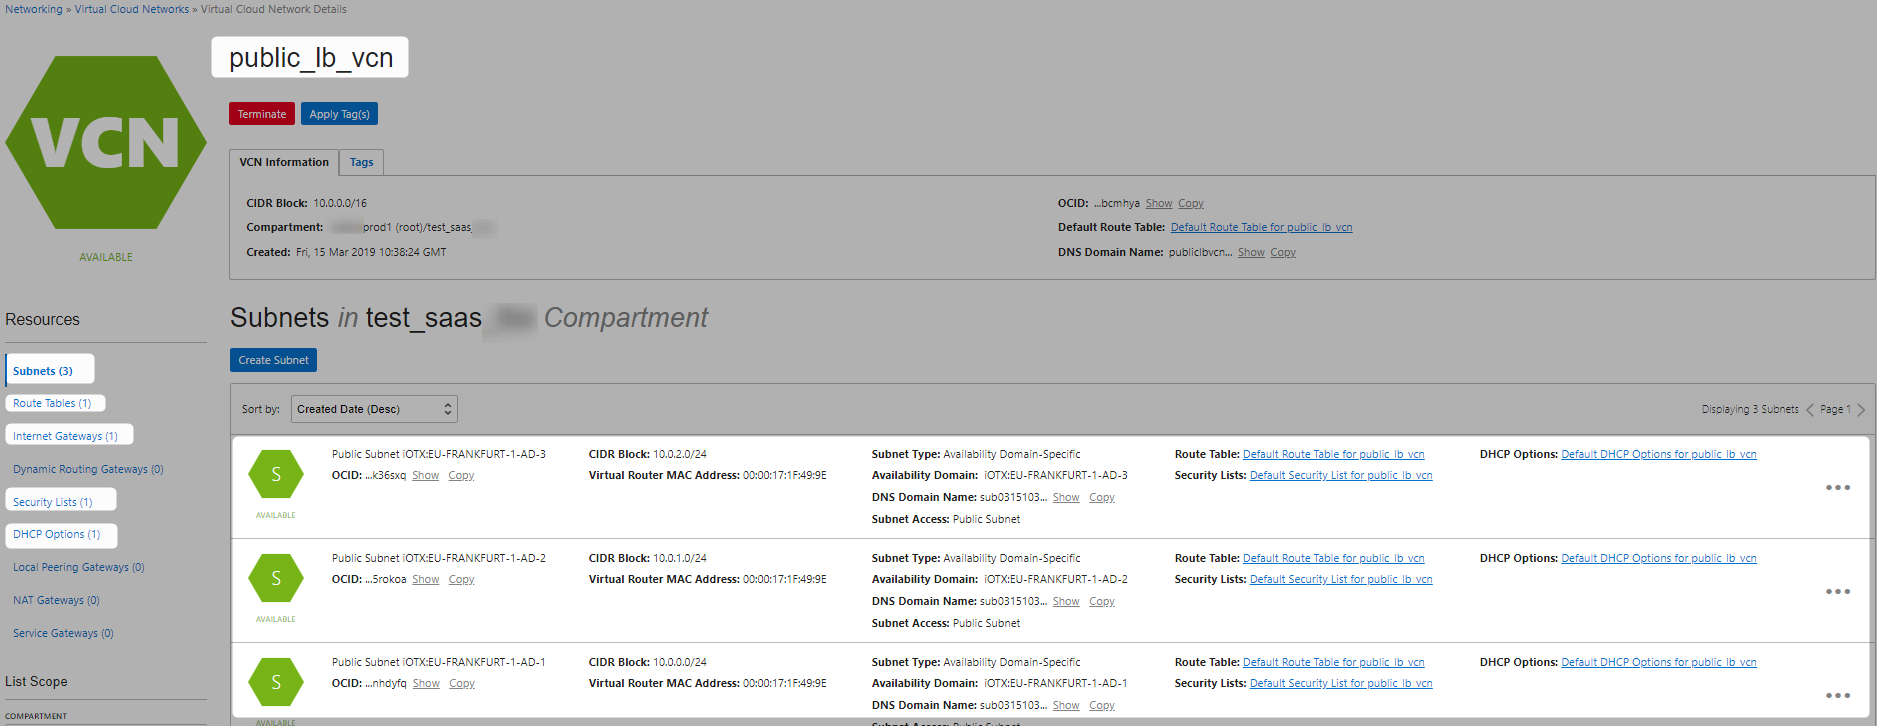 Networking » Virtual Cloud Networks » Virtual Cloud Network Details
public_lb_vcn
VCN
AVAILABLE
Terminate Apply Tag(s)
VCN Information Tags
CIDR Block: 10.0.0.0/16
Compartment: prod1 (root)/test_saas_
Created: Fri, 15 Mar 2019 10:38:24 GMT
OCID: ...bcmhya Show Copy
Default Route Table: Default Route Table for public_lb_vcn
DNS Domain Name: publiclbvcn... Show Copy
Resources
Subnets (3)
Route Tables (1)
Internet Gateways (1)
Dynamic Routing Gateways (0)
Security Lists (1)
DHCP Options (1)
Local Peering Gateways (0)
NAT Gateways (0)
Service Gateways (0)
List Scope
COMPARTMENT
Subnets in test_saas_ Compartment
Create Subnet
Sort by: Created Date (Desc)
Displaying 3 Subnets < Page 1 >
S
AVAILABLE
Public Subnet iOTX:EU-FRANKFURT-1-AD-3
OCID: ...k36sxq Show Copy
CIDR Block: 10.0.2.0/24
Virtual Router MAC Address: 00:00:17:1F:49:9E
Subnet Type: Availability Domain-Specific
Availability Domain: iOTX:EU-FRANKFURT-1-AD-3
DNS Domain Name: sub0315103... Show Copy
Subnet Access: Public Subnet
Route Table: Default Route Table for public_lb_vcn
Security Lists: Default Security List for public_lb_vcn
DHCP Options: Default DHCP Options for public_lb_vcn
S
AVAILABLE
Public Subnet iOTX:EU-FRANKFURT-1-AD-2
OCID: ...5rokoa Show Copy
CIDR Block: 10.0.1.0/24
Virtual Router MAC Address: 00:00:17:1F:49:9E
Subnet Type: Availability Domain-Specific
Availability Domain: iOTX:EU-FRANKFURT-1-AD-2
DNS Domain Name: sub0315103... Show Copy
Subnet Access: Public Subnet
Route Table: Default Route Table for public_lb_vcn
Security Lists: Default Security List for public_lb_vcn
DHCP Options: Default DHCP Options for public_lb_vcn
S
AVAILABLE
Public Subnet iOTX:EU-FRANKFURT-1-AD-1
OCID: ...nhdyfq Show Copy
CIDR Block: 10.0.0.0/24
Virtual Router MAC Address: 00:00:17:1F:49:9E
Subnet Type: Availability Domain-Specific
Availability Domain: iOTX:EU-FRANKFURT-1-AD-1
DNS Domain Name: sub0315103... Show Copy
Subnet Access: Public Subnet
Route Table: Default Route Table for public_lb_vcn
Security Lists: Default Security List for public_lb_vcn
DHCP Options: Default DHCP Options for public_lb_vcn